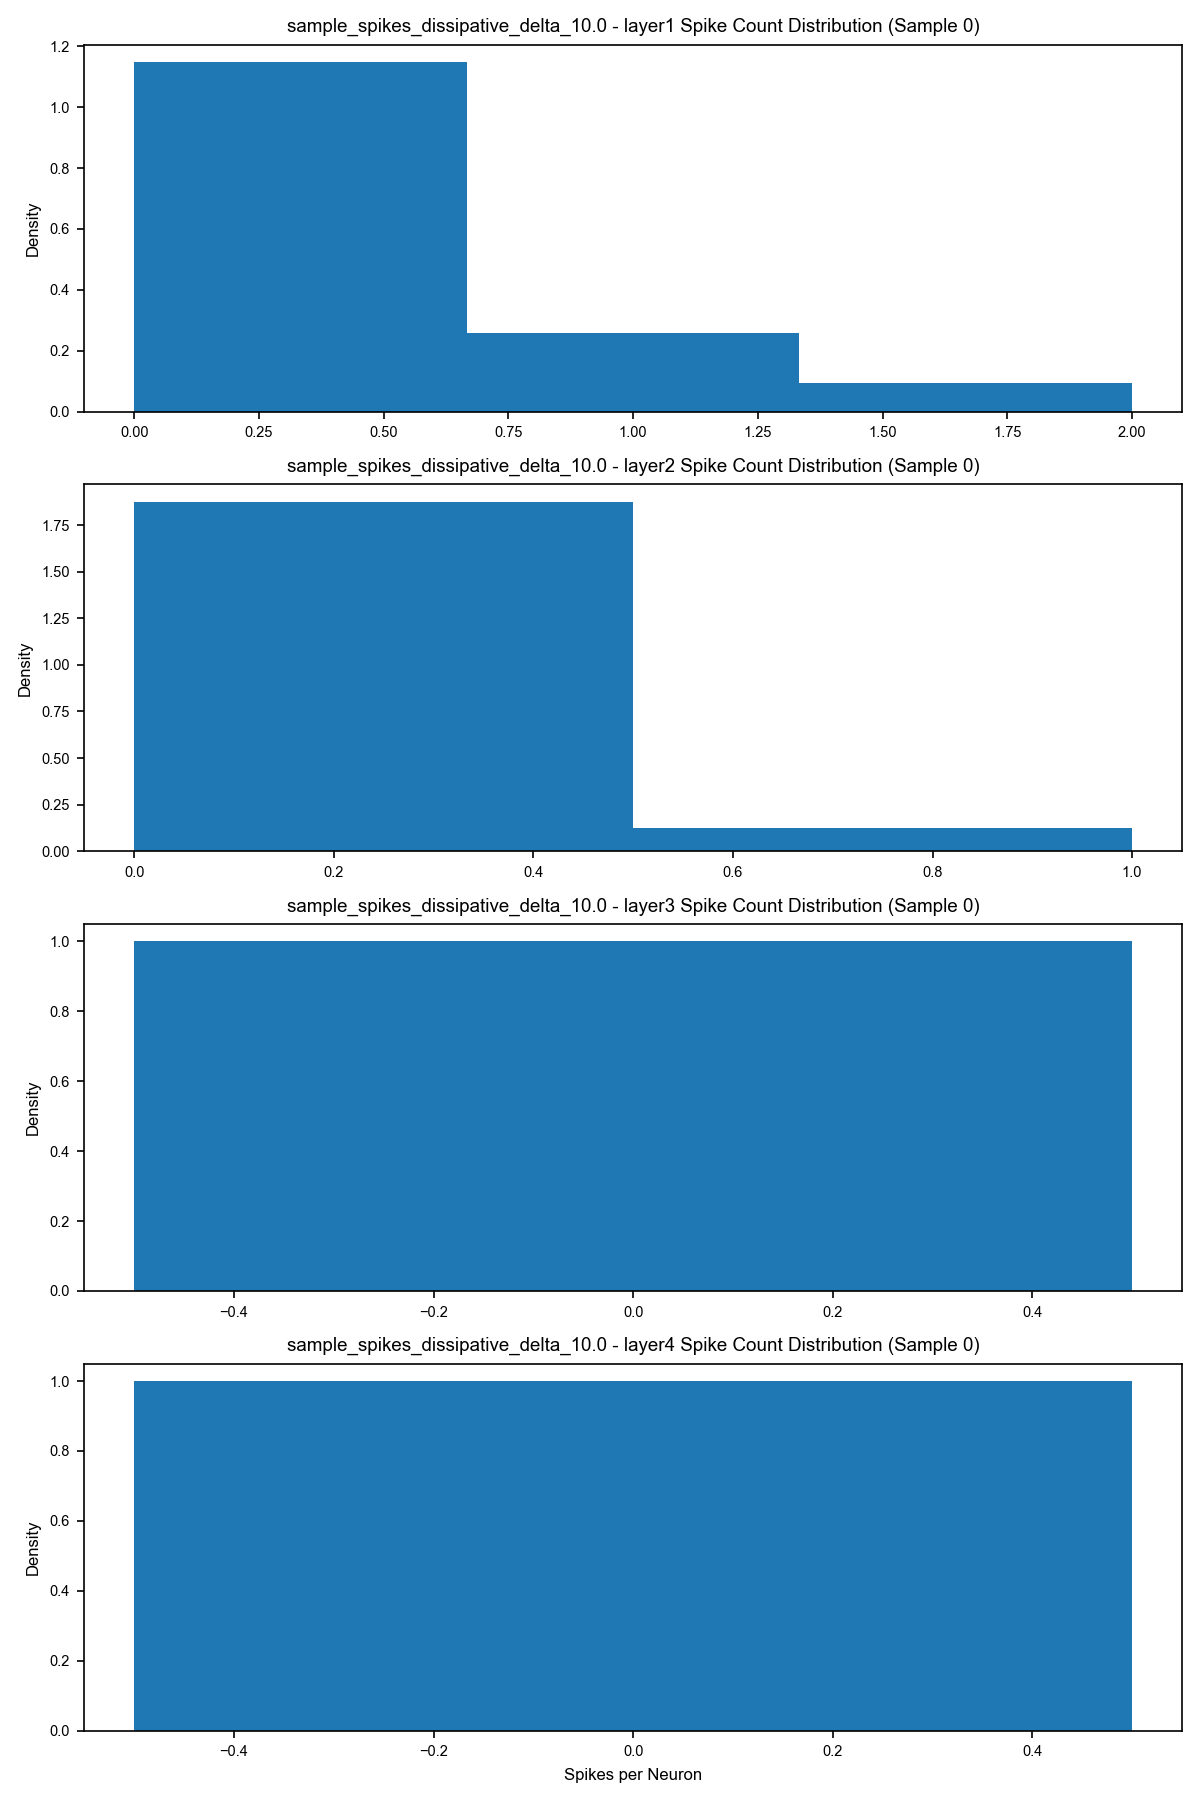 sample_spikes_dissipative_delta_10.0 - layer1 Spike Count Distribution (Sample 0)
1.2
1.0
0.8
0.6
0.4
0.2
0.0
Density
0.00 0.25 0.50 0.75 1.00 1.25 1.50 1.75 2.00
sample_spikes_dissipative_delta_10.0 - layer2 Spike Count Distribution (Sample 0)
1.75
1.50
1.25
1.00
0.75
0.50
0.25
0.00
Density
0.0 0.2 0.4 0.6 0.8 1.0
sample_spikes_dissipative_delta_10.0 - layer3 Spike Count Distribution (Sample 0)
1.0
0.8
0.6
0.4
0.2
0.0
Density
−0.4 −0.2 0.0 0.2 0.4
sample_spikes_dissipative_delta_10.0 - layer4 Spike Count Distribution (Sample 0)
1.0
0.8
0.6
0.4
0.2
0.0
Density
−0.4 −0.2 0.0 0.2 0.4
Spikes per Neuron